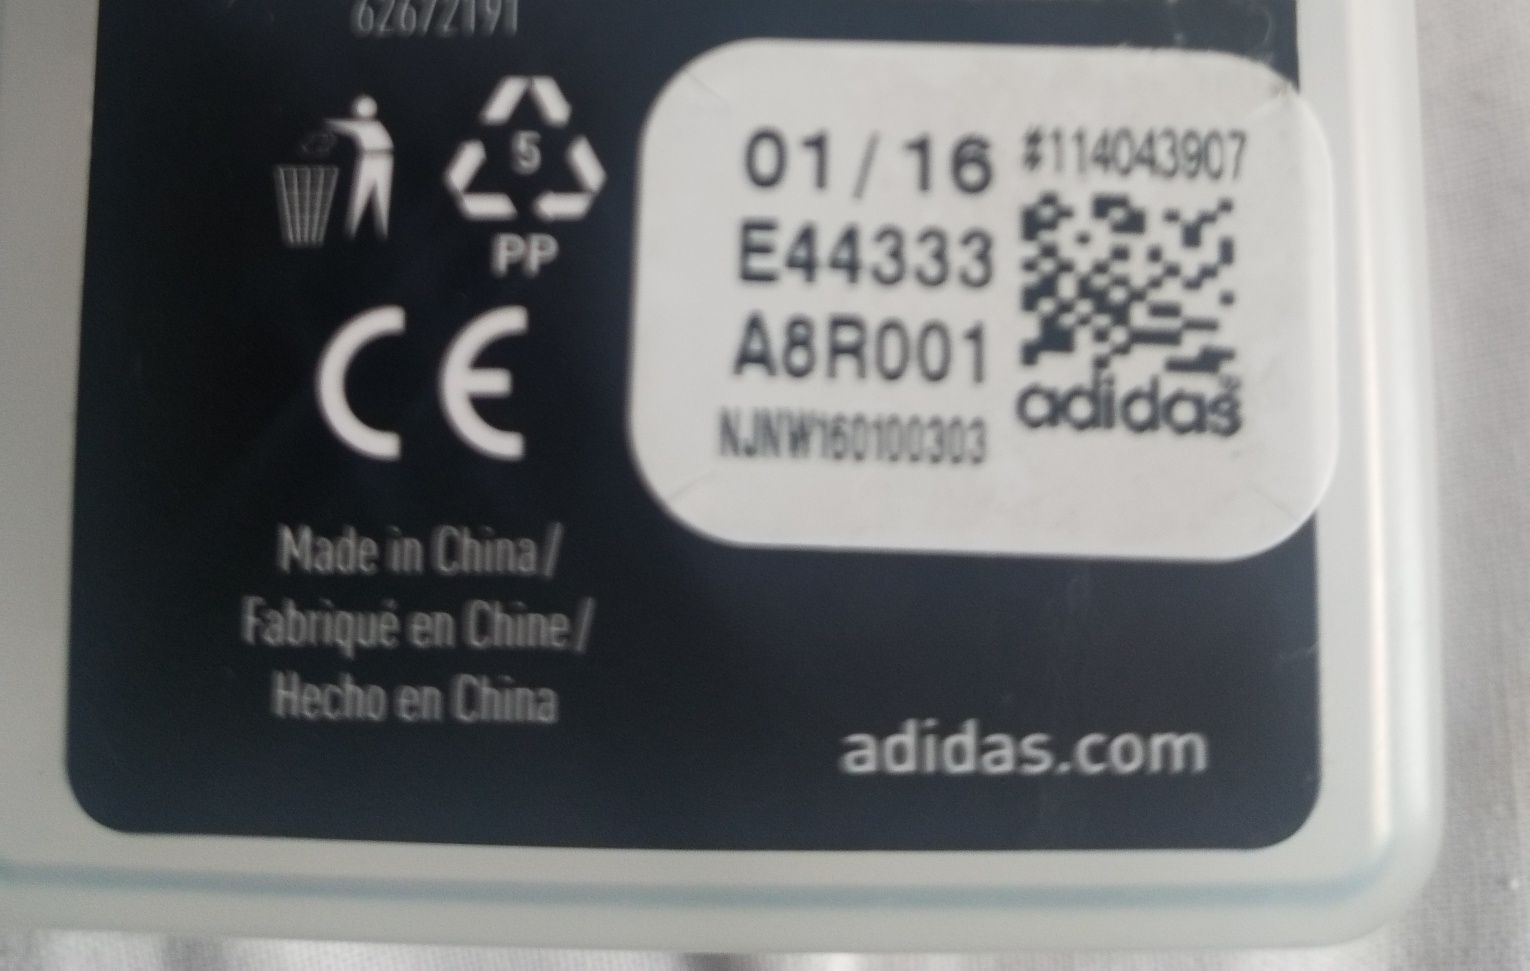 62672191
5
PP
CE
Made in China/
Fabriqué en Chine/
Hecho en China
01/16
E44333
A8R001
NJNW160100303
#114043907
adidas
adidas.com